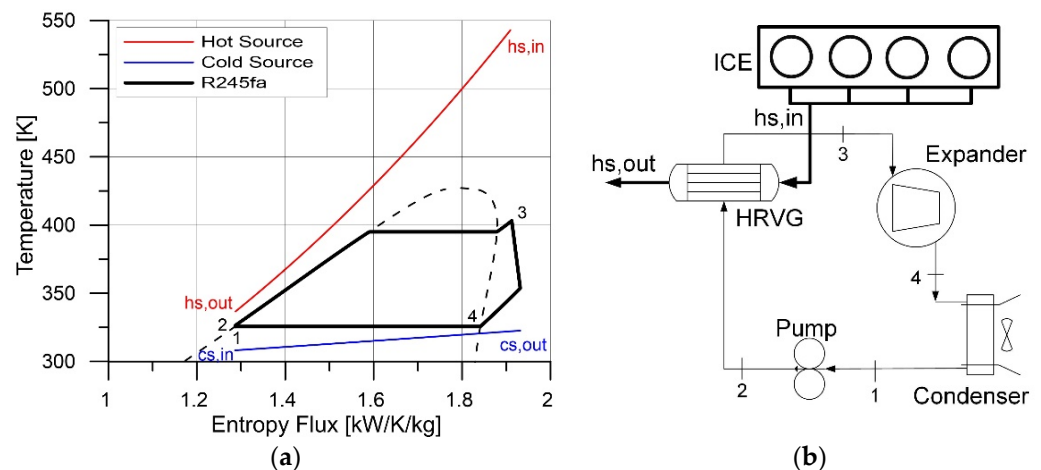 550
500
450
400
350
300
Temperature [K]
Hot Source
Cold Source
R245fa
hs,in
3
hs,out
2
1
4
cs,in
cs,out
1
1.2
1.4
1.6
1.8
2
Entropy Flux [kW/K/kg]
(a)
ICE
hs,in
3
hs,out
Expander
HRVG
4
Pump
2
1
Condenser
(b)